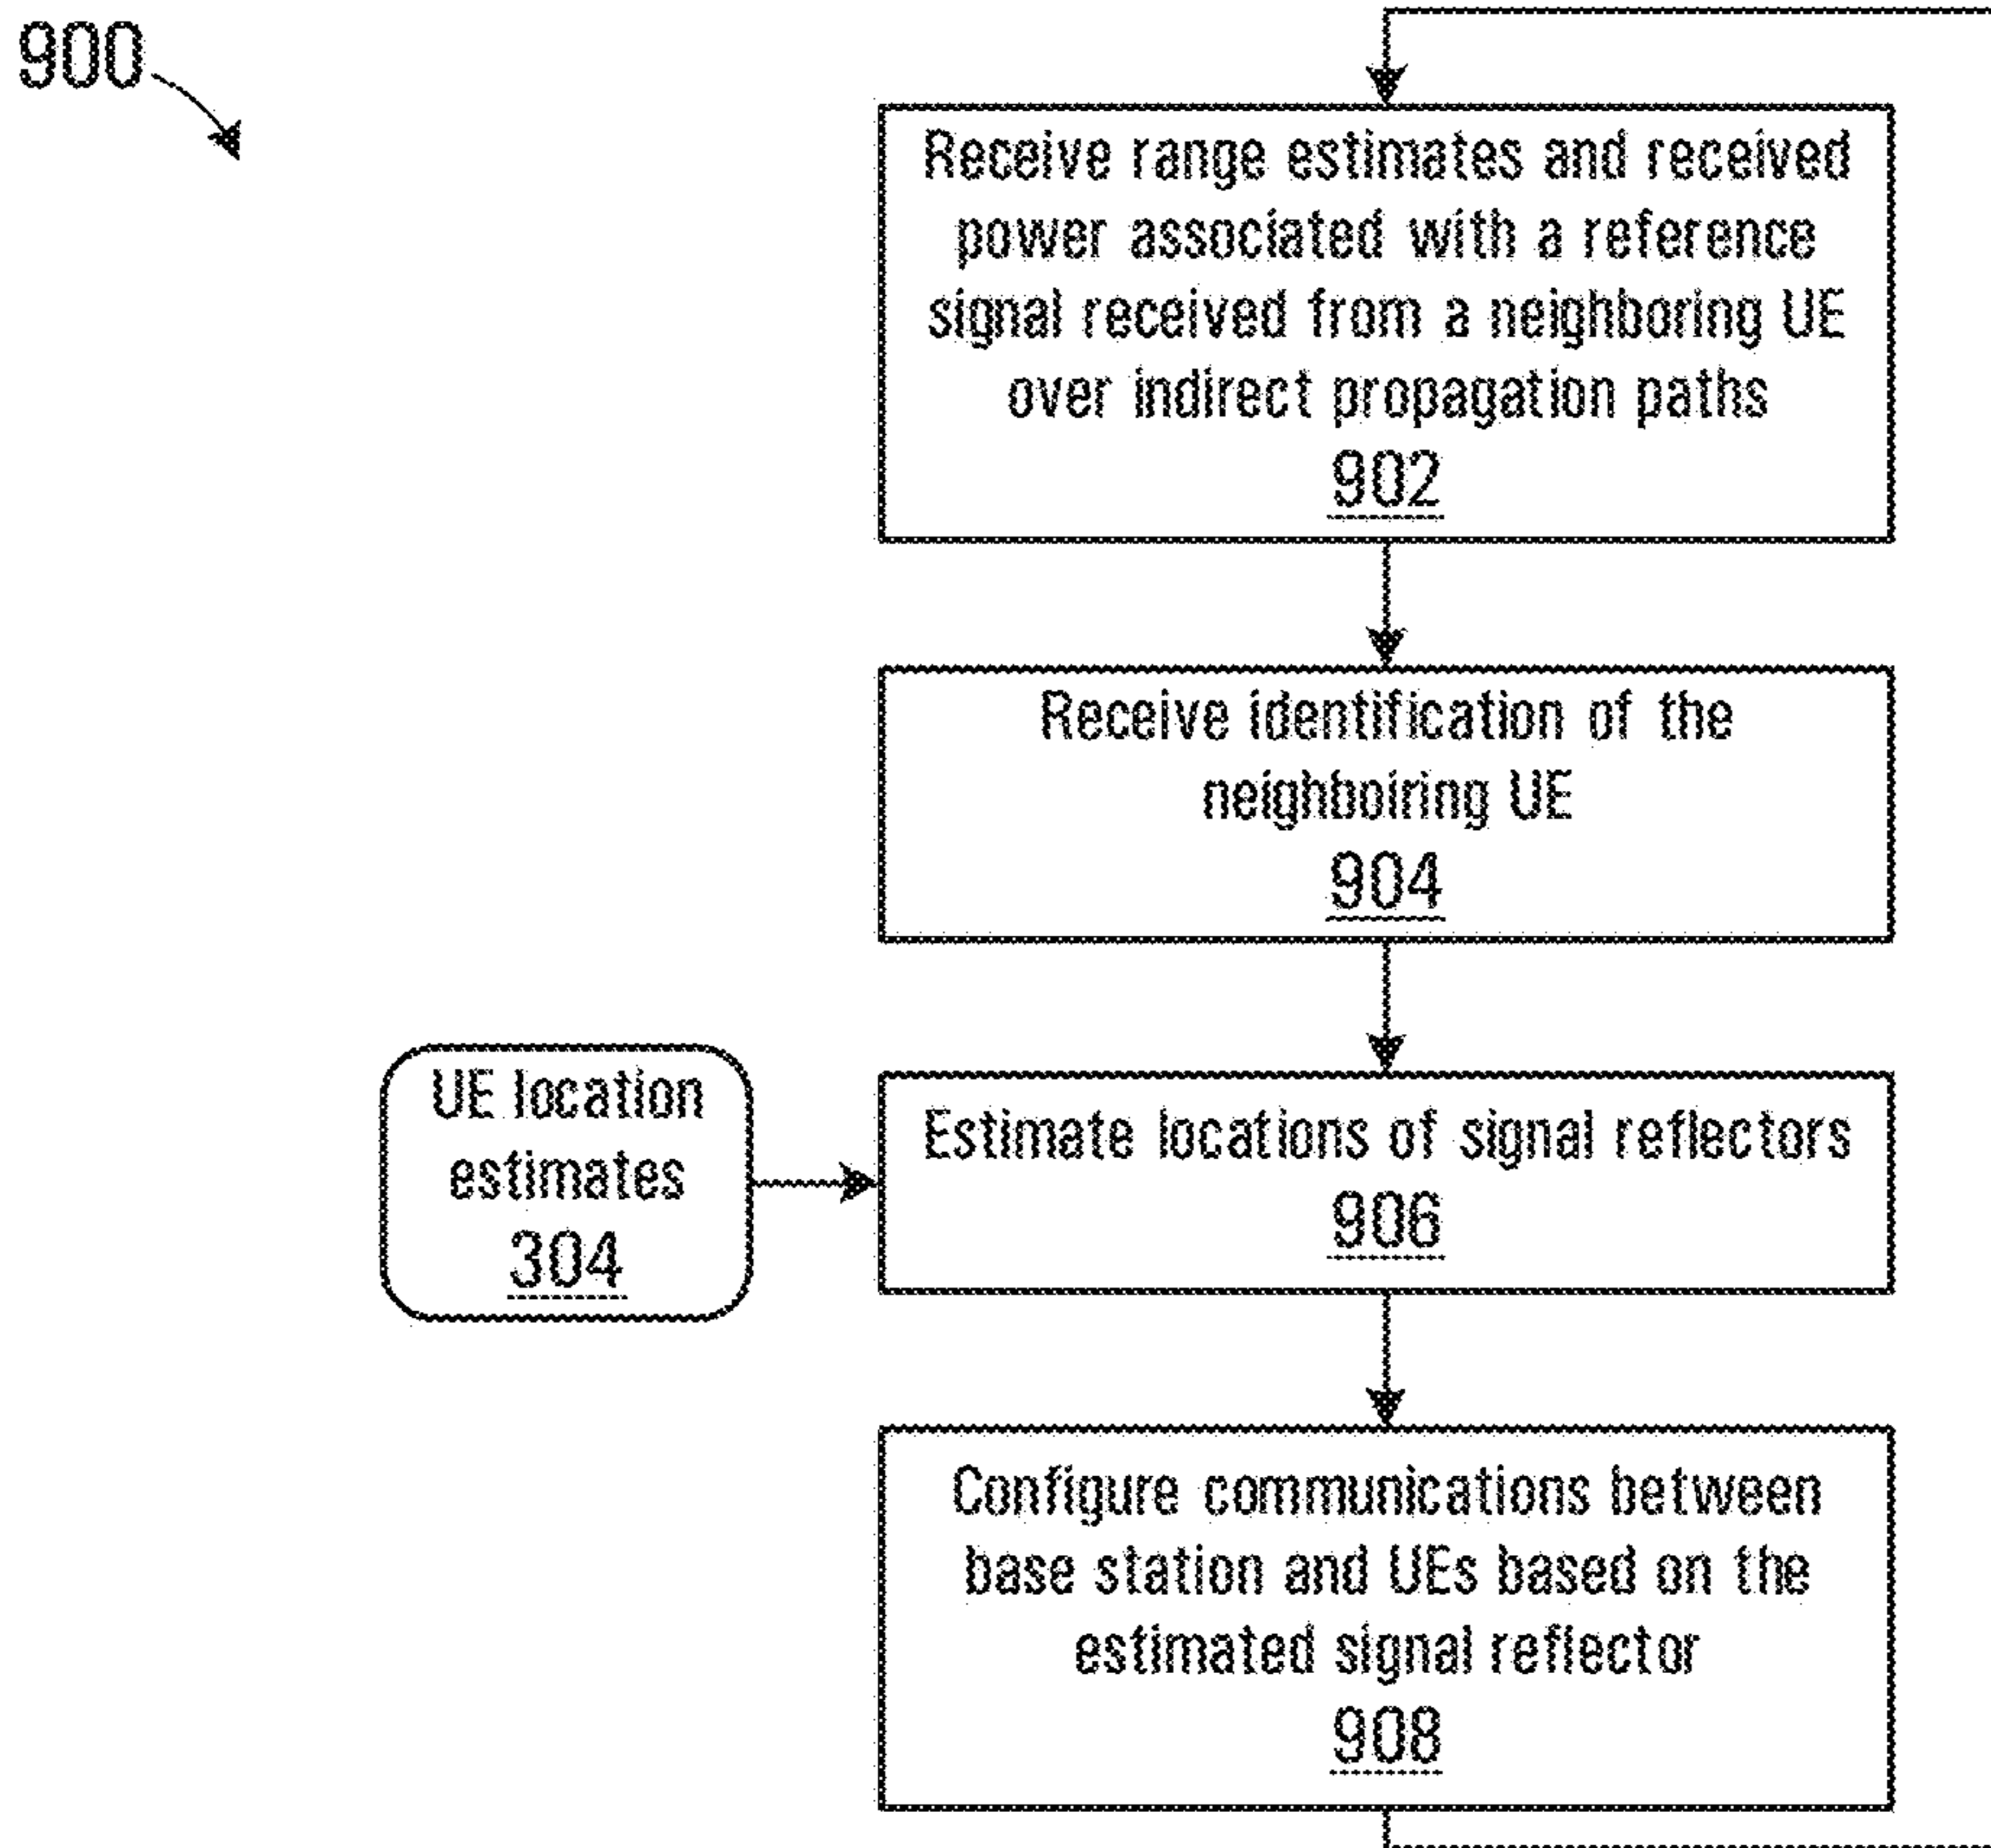 900
Receive range estimates and received
power associated with a reference
signal received from a neighboring UE
over indirect propagation paths
902
Receive identification of the
neighboiring UE
904
UE location
estimates
304
Estimate locations of signal reflectors
906
Configure communications between
base station and UEs based on the
estimated signal reflector
908